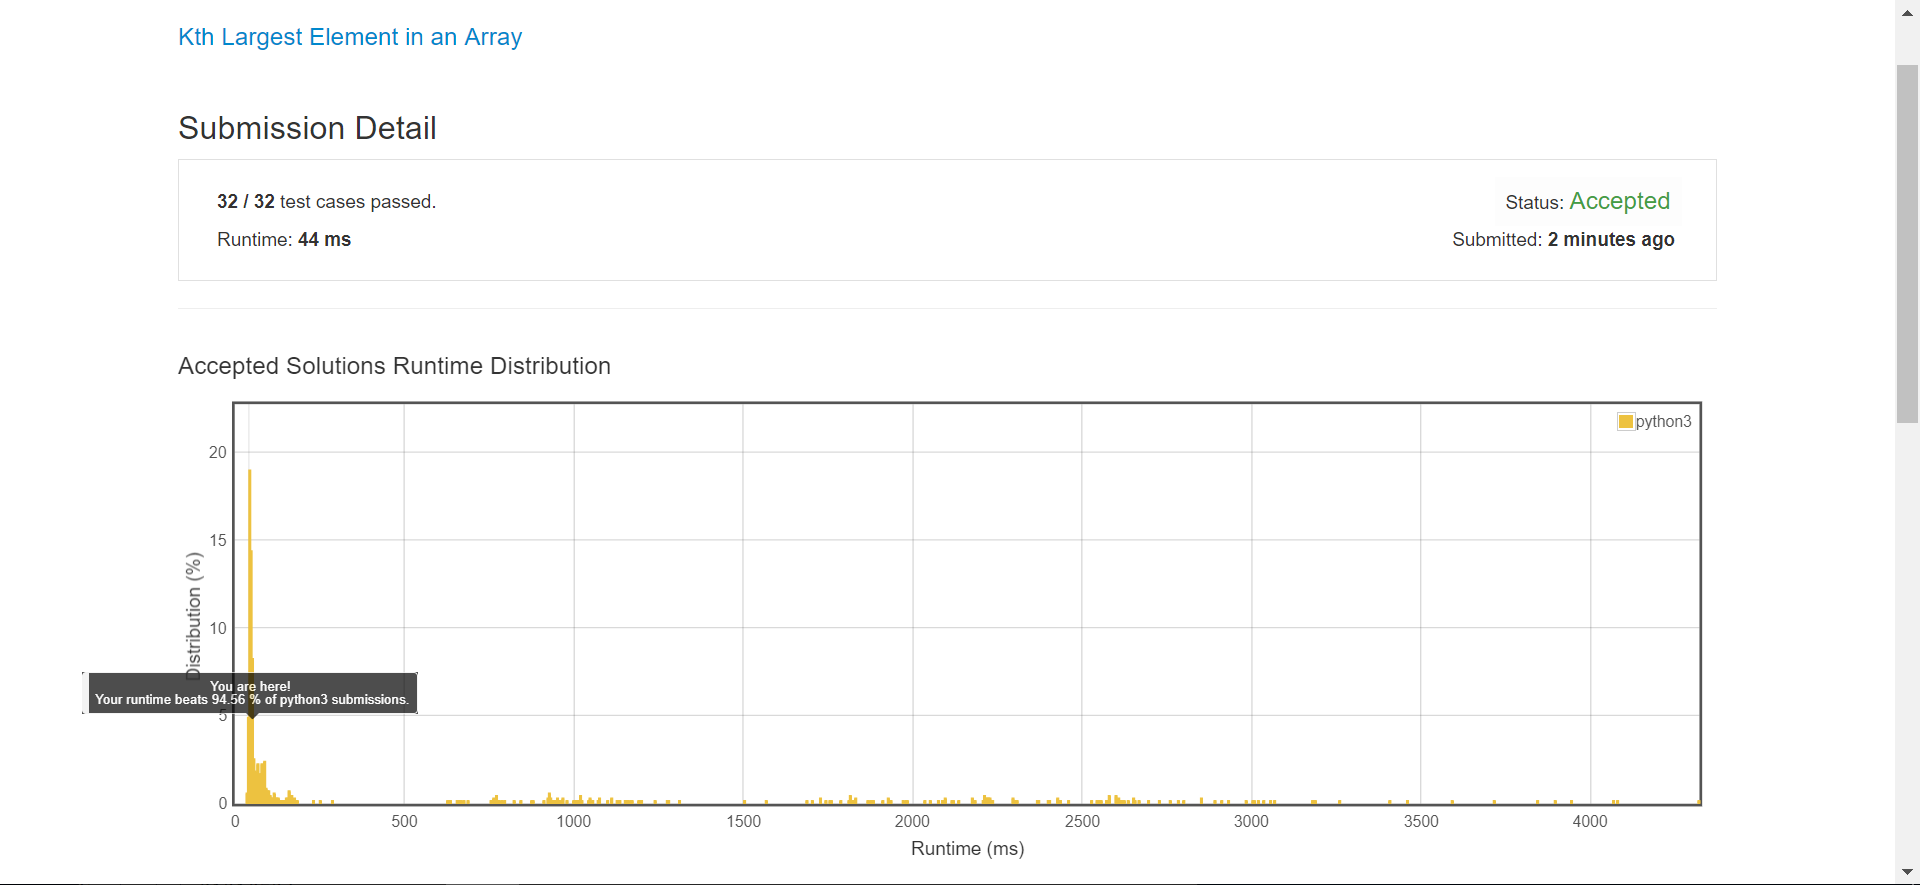 Kth Largest Element in an Array
Submission Detail
32 / 32 test cases passed.
Status: Accepted
Runtime: 44 ms
Submitted: 2 minutes ago
Accepted Solutions Runtime Distribution
python3
20
15
10
5
0
Distribution (%)
You are here!
Your runtime beats 94.56 % of python3 submissions.
0 500 1000 1500 2000 2500 3000 3500 4000
Runtime (ms)